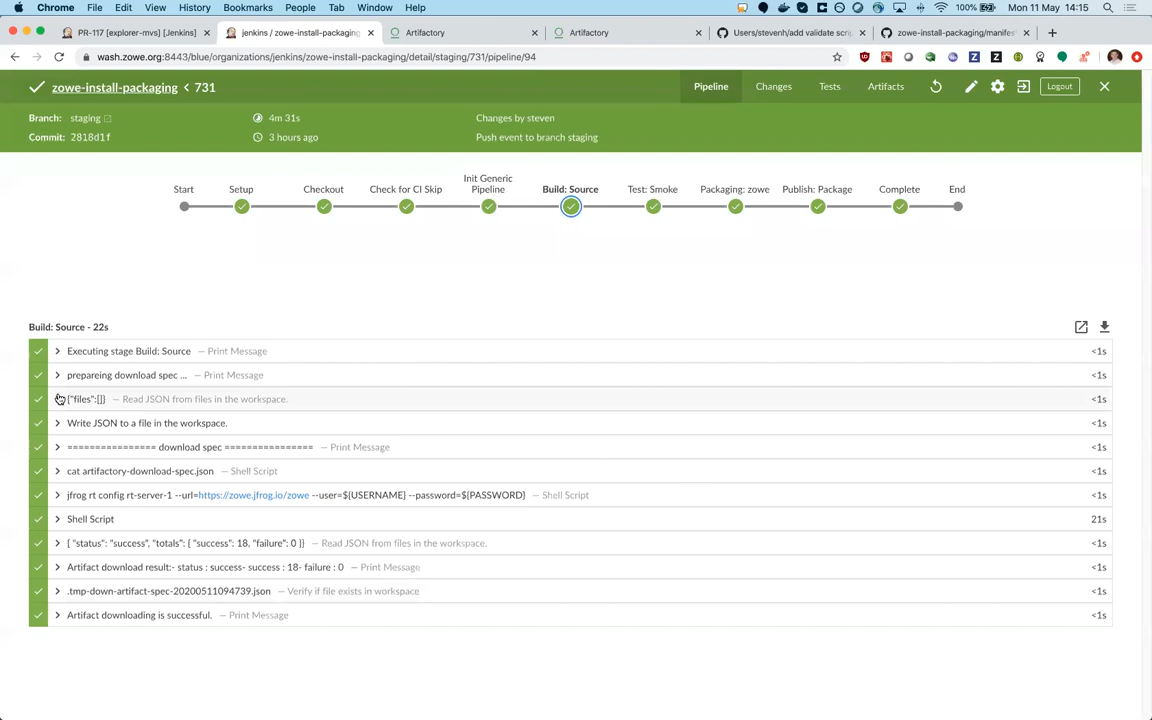 Chrome File Edit View History Bookmarks People Tab Window Help
100% Mon 11 May 14:15
PR-117 [explorer-mvs] [Jenkins]
jenkins / zowe-install-packaging
Artifactory
Artifactory
Users/stevenh/add validate scri
zowe-install-packaging/manifes
wash.zowe.org:8443/blue/organizations/jenkins/zowe-install-packaging/detail/staging/731/pipeline/94
zowe-install-packaging < 731
Pipeline Changes Tests Artifacts Logout
Branch: staging 4m 31s Changes by steven
Commit: 2818d1f 3 hours ago Push event to branch staging
Start Setup Checkout Check for CI Skip Init Generic Pipeline Build: Source Test: Smoke Packaging: zowe Publish: Package Complete End
Build: Source - 22s
Executing stage Build: Source — Print Message <1s
prepareing download spec ... — Print Message <1s
{"files":[]} — Read JSON from files in the workspace. <1s
Write JSON to a file in the workspace. <1s
================ download spec ================ — Print Message <1s
cat artifactory-download-spec.json — Shell Script <1s
jfrog rt config rt-server-1 --url=https://zowe.jfrog.io/zowe --user=${USERNAME} --password=${PASSWORD} — Shell Script <1s
Shell Script 21s
{ "status": "success", "totals": { "success": 18, "failure": 0 }} — Read JSON from files in the workspace. <1s
Artifact download result:- status : success- success : 18- failure : 0 — Print Message <1s
.tmp-down-artifact-spec-20200511094739.json — Verify if file exists in workspace <1s
Artifact downloading is successful. — Print Message <1s